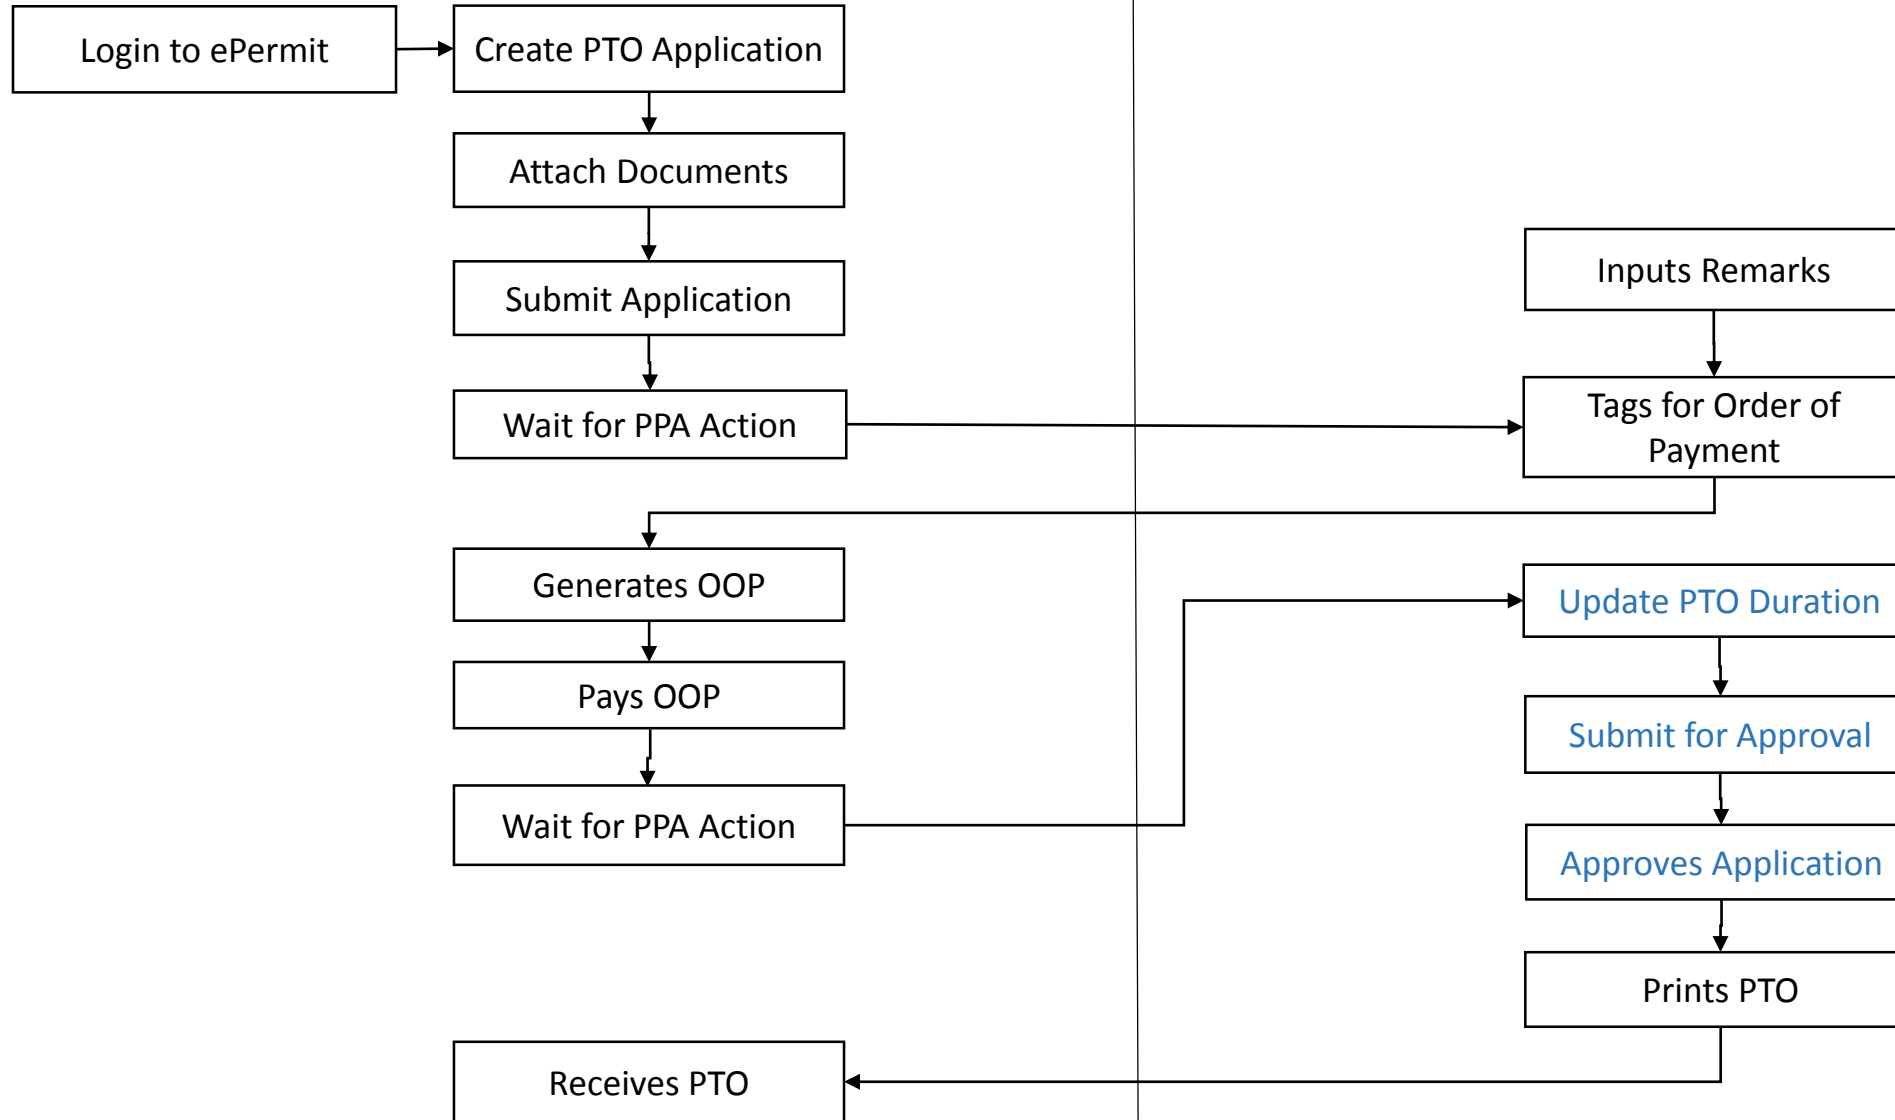 Login to ePermit
Create PTO Application
Attach Documents
Submit Application
Wait for PPA Action
Inputs Remarks
Tags for Order of
Payment
Generates OOP
Pays OOP
Wait for PPA Action
Update PTO Duration
Submit for Approval
Approves Application
Prints PTO
Receives PTO